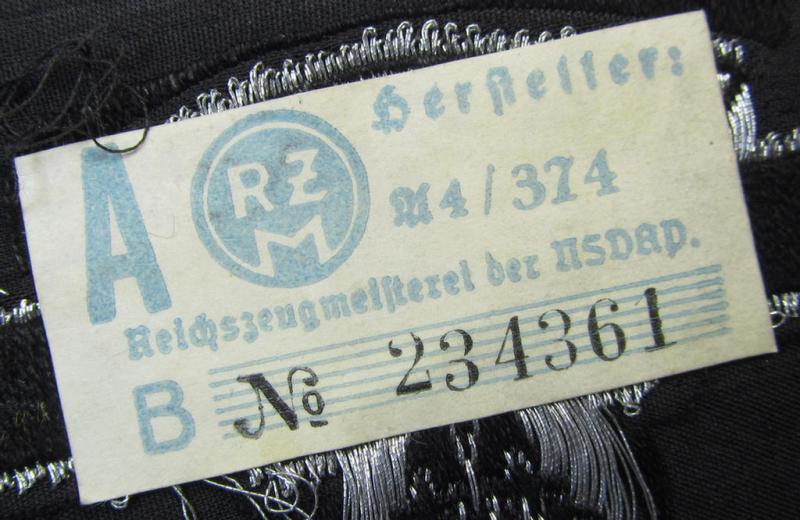 A
RZM
Hersteller:
M4/374
Reichszeugmeisterei der NSDAP.
B
№ 234361